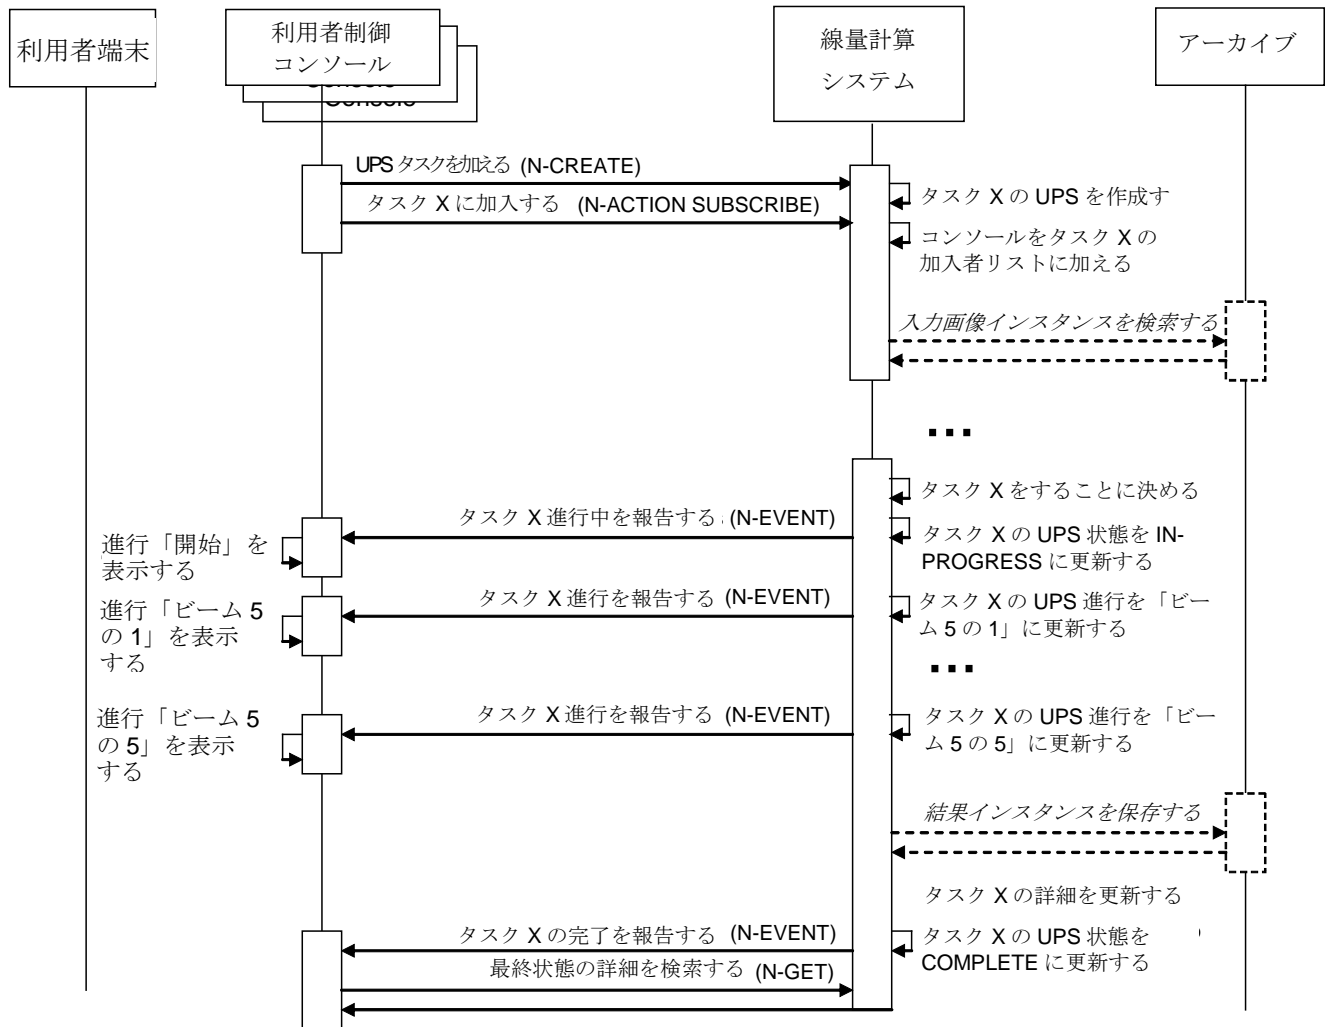 利用者端末
利用者制御
コンソール
Console
線量計算
システム
アーカイブ
UPS タスクを加える (N-CREATE)
タスク X に加入する (N-ACTION SUBSCRIBE)
タスク X の UPS を作成す
コンソールをタスク X の
加入者リストに加える
入力画像インスタンスを検索する
...
タスク X をすることに決める
タスク X 進行中を報告する (N-EVENT)
タスク X の UPS 状態を IN-
PROGRESS に更新する
進行「開始」を
表示する
タスク X 進行を報告する (N-EVENT)
タスク X の UPS 進行を「ビー
ム 5 の 1」に更新する
進行「ビーム 5
の 1」を表示
する
...
タスク X 進行を報告する (N-EVENT)
タスク X の UPS 進行を「ビー
ム 5 の 5」に更新する
進行「ビーム 5
の 5」を表示
する
結果インスタンスを保存する
タスク X の詳細を更新する
タスク X の完了を報告する (N-EVENT)
タスク X の UPS 状態を
COMPLETE に更新する
最終状態の詳細を検索する (N-GET)